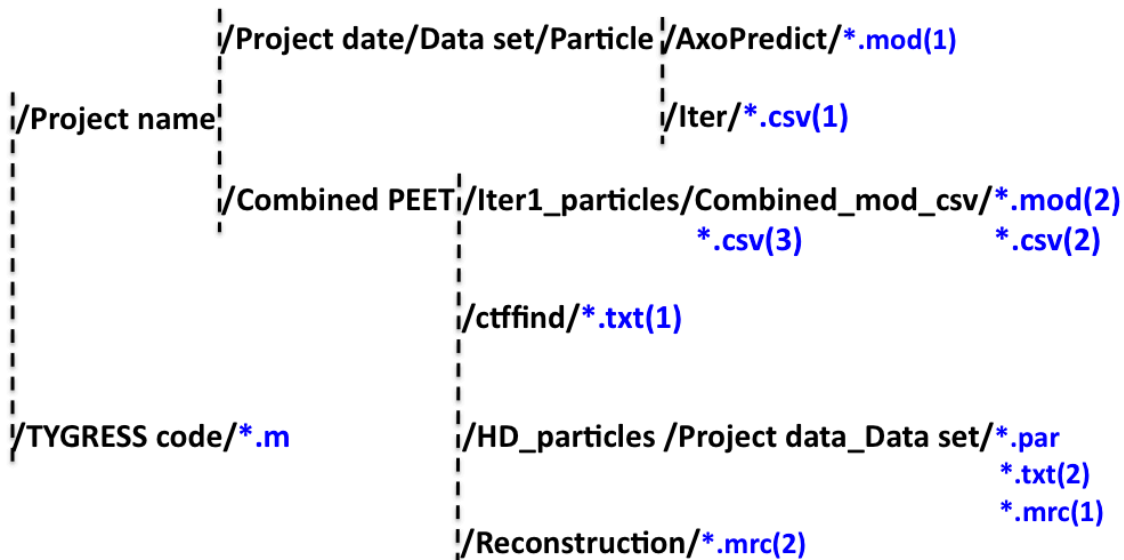 /Project date/Data set/Particle /AxoPredict/*.mod(1)
/Project name /Iter/*.csv(1)
/Combined PEET /Iter1_particles/Combined_mod_csv/*.mod(2)
*.csv(3) *.csv(2)
/ctffind/*.txt(1)
/TYGRESS code/*.m /HD_particles /Project data_Data set/*.par
*.txt(2)
*.mrc(1)
/Reconstruction/*.mrc(2)